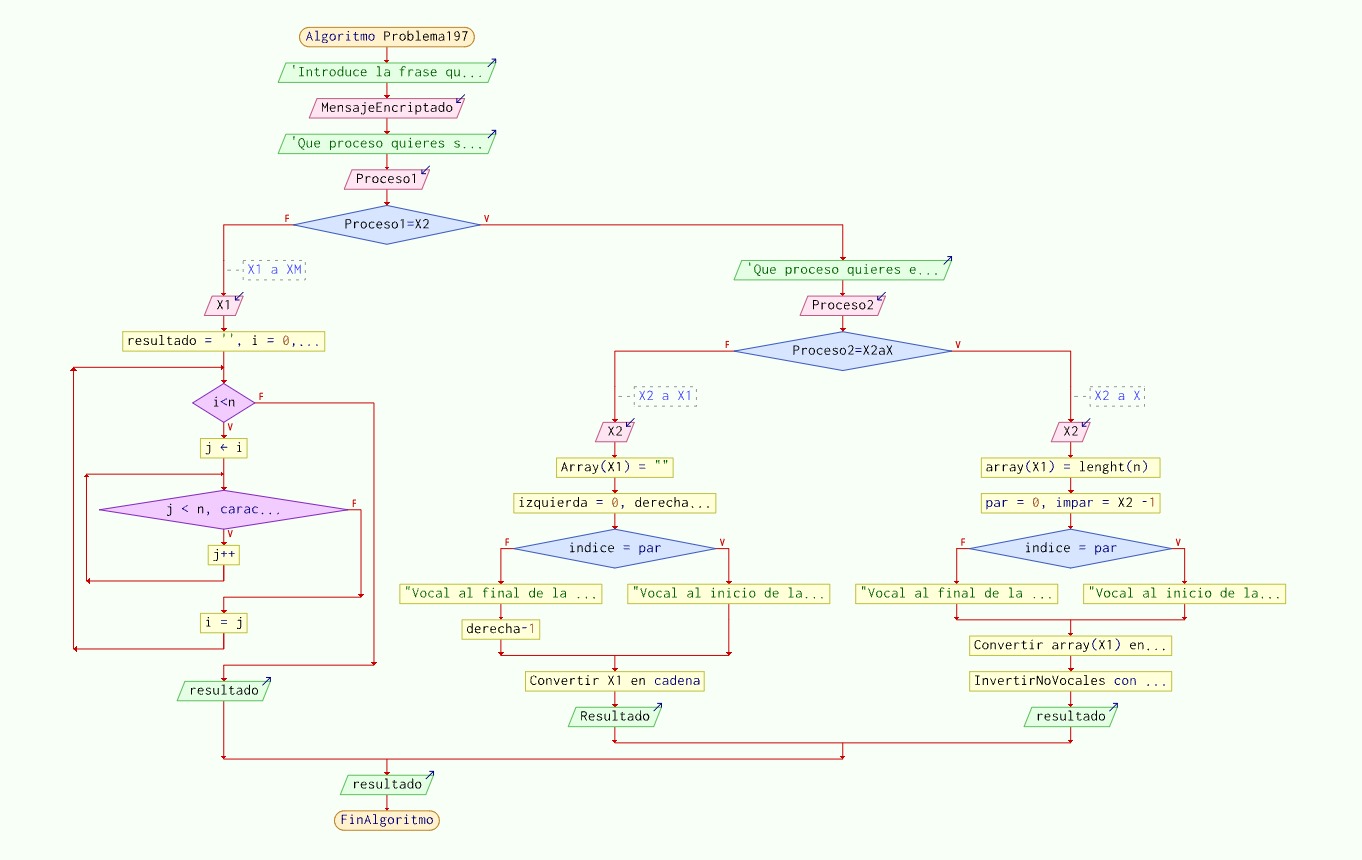 Algoritmo Problema197
'Introduce la frase qu...
MensajeEncriptado
'Que proceso quieres s...
Proceso1
Proceso1=X2
F
V
X1 a XM
X1
resultado = '', i = 0,...
i<n
F
V
j ← i
j < n, carac...
F
V
j++
i = j
resultado
'Que proceso quieres e...
Proceso2
Proceso2=X2aX
F
V
X2 a X1
X2
Array(X1) = ""
izquierda = 0, derecha...
indice = par
F
V
"Vocal al final de la ...
"Vocal al inicio de la...
derecha-1
Convertir X1 en cadena
Resultado
X2 a X
X2
array(X1) = lenght(n)
par = 0, impar = X2 -1
indice = par
F
V
"Vocal al final de la ...
"Vocal al inicio de la...
Convertir array(X1) en...
InvertirNoVocales con ...
resultado
resultado
FinAlgoritmo